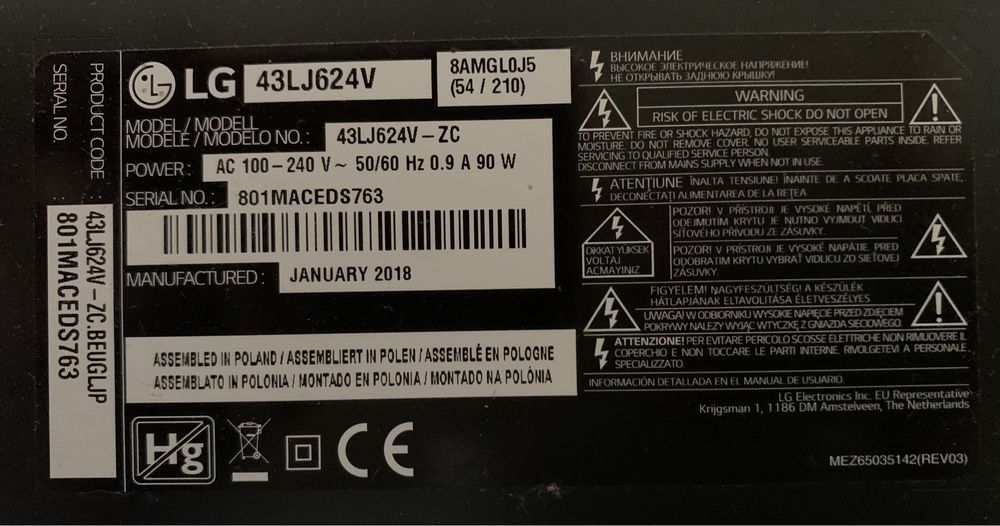 LG 43LJ624V
8AMGL0J5
(54 / 210)
MODEL / MODELL
MODÈLE / MODELO NO. : 43LJ624V-ZC
POWER : AC 100-240 V~ 50/60 Hz 0.9 A 90 W
SERIAL NO. : 801MACEDS763
MANUFACTURED : JANUARY 2018
ASSEMBLED IN POLAND / ASSEMBLIERT IN POLEN / ASSEMBLÉ EN POLOGNE
ASSEMBLATO IN POLONIA / MONTADO EN POLONIA / MONTADO NA POLÓNIA
Hg
CE
PRODUCT CODE 43LJ624V-ZC.BEUGLJP
SERIAL NO. 801MACEDS763
ВНИМАНИЕ
ВЫСОКОЕ ЭЛЕКТРИЧЕСКОЕ НАПРЯЖЕНИЕ!
НЕ ОТКРЫВАТЬ ЗАДНЮЮ КРЫШКУ!
WARNING
RISK OF ELECTRIC SHOCK DO NOT OPEN
TO PREVENT FIRE OR SHOCK HAZARD, DO NOT EXPOSE THIS APPLIANCE TO RAIN OR
MOISTURE. DO NOT REMOVE COVER. NO USER SERVICEABLE PARTS INSIDE. REFER
SERVICING TO QUALIFIED SERVICE PERSON.
DISCONNECT FROM MAINS SUPPLY WHEN NOT IN USE.
ATENŢIUNE ÎNALTA TENSIUNE! ÎNAINTE DE A SCOATE PLACA SPATE,
DECONECTATI ALIMENTAREA DE LA REŢEA
DIKKAT YUKSEK
VOLTAJ
ACMAYINIZ
POZOR! V PŘÍSTROJI JE VYSOKÉ NAPĚTÍ, PŘED
ODEJMUTIM KRYTU JE NUTNO VYJMOUT VIDLICI
SÍŤOVÉHO PŘÍVODU ZE ZÁSUVKY.
POZOR! V PRÍSTROJI JE VYSOKÉ NAPÄTIE. PRED
ODOBRATIM KRYTU VYBRAŤ VIDLICU ZO SIEŤOVEJ
ZÁSUVKY.
FIGYELEM! NAGYFESZÜLTSÉG! A KÉSZÜLÉK
HÁTLAPJÁNAK ELTÁVOLÍTÁSA ÉLETVESZÉLYES
UWAGA! W ODBIORNIKU WYSOKIE NAPIĘCIE PRZED ZDJĘCIEM
POKRYWY NALEŻY WYJĄĆ WTYCZKĘ Z GNIAZDA SIECIOWEGO.
ATTENZIONE! PER EVITARE PERICOLO SCOSSE ELETTRICHE NON RIMUOVERE IL
COPERCHIO E NON TOCCARE LE PARTI INTERNE. RIVOLGETEVI A PERSONALE
SPECIALIZZATO.
INFORMACIÓN DETALLADA EN EL MANUAL DE USUARIO.
LG Electronics Inc. EU Representative
Krijgsman 1, 1186 DM Amstelveen, The Netherlands
MEZ65035142(REV03)